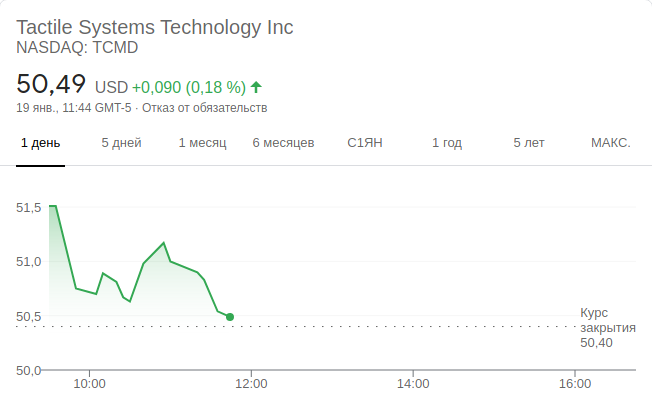 Tactile Systems Technology Inc
NASDAQ: TCMD
50,49 USD +0,090 (0,18 %)
19 янв., 11:44 GMT-5 · Отказ от обязательств
1 день 5 дней 1 месяц 6 месяцев С1ЯН 1 год 5 лет МАКС.
51,5
51,0
50,5
Курс
закрытия
50,40
50,0
10:00 12:00 14:00 16:00